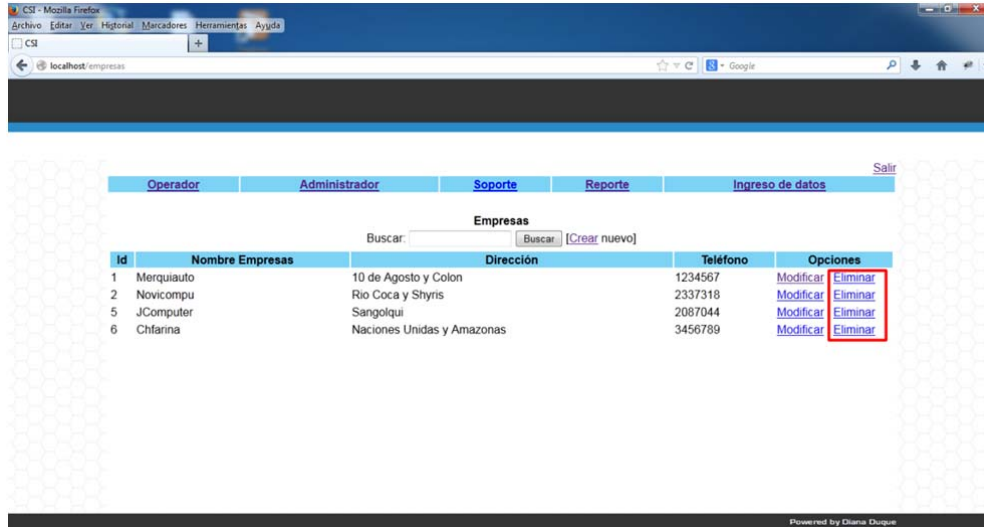 CSI - Mozilla Firefox
Archivo Editar Ver Historial Marcadores Herramientas Ayuda
CSI +
localhost/empresas Google
Salir
Operador Administrador Soporte Reporte Ingreso de datos
Empresas
Buscar: Buscar [Crear nuevo]
Id Nombre Empresas Dirección Teléfono Opciones
1 Merquiauto 10 de Agosto y Colon 1234567 Modificar Eliminar
2 Novicompu Rio Coca y Shyris 2337318 Modificar Eliminar
5 JComputer Sangolqui 2087044 Modificar Eliminar
6 Chfarina Naciones Unidas y Amazonas 3456789 Modificar Eliminar
Powered by Diana Duque